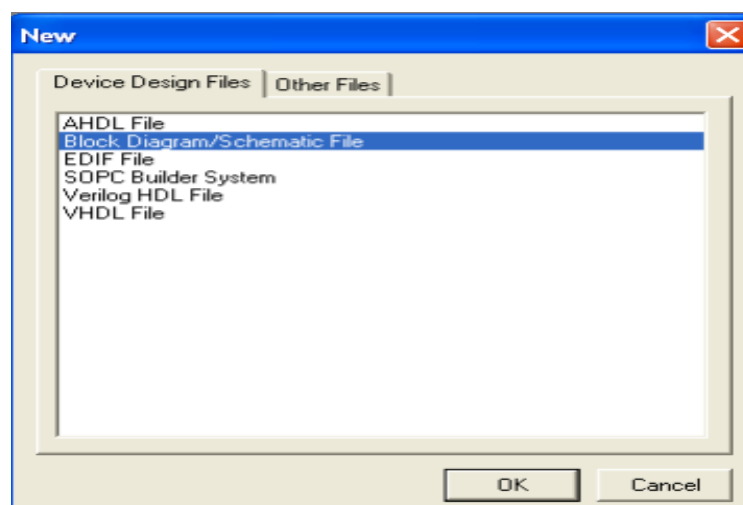 New
Device Design Files
Other Files
AHDL File
Block Diagram/Schematic File
EDIF File
SOPC Builder System
Verilog HDL File
VHDL File
OK
Cancel